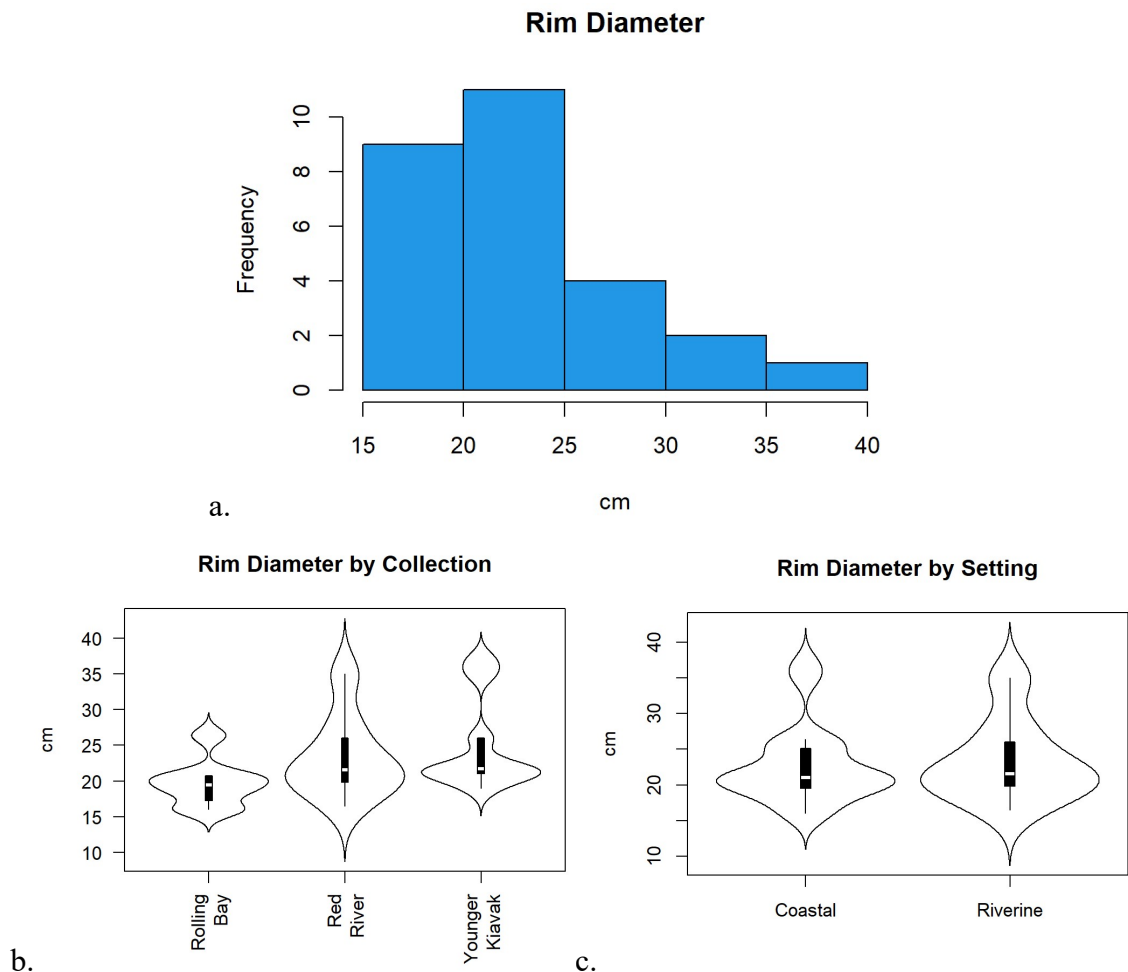 Rim Diameter
Frequency
10
8
6
4
2
0
15 20 25 30 35 40
cm
a.
Rim Diameter by Collection
cm
40
35
30
25
20
15
10
Rolling
Bay
Red
River
Younger
Kiavak
b.
Rim Diameter by Setting
cm
40
30
20
10
Coastal Riverine
c.